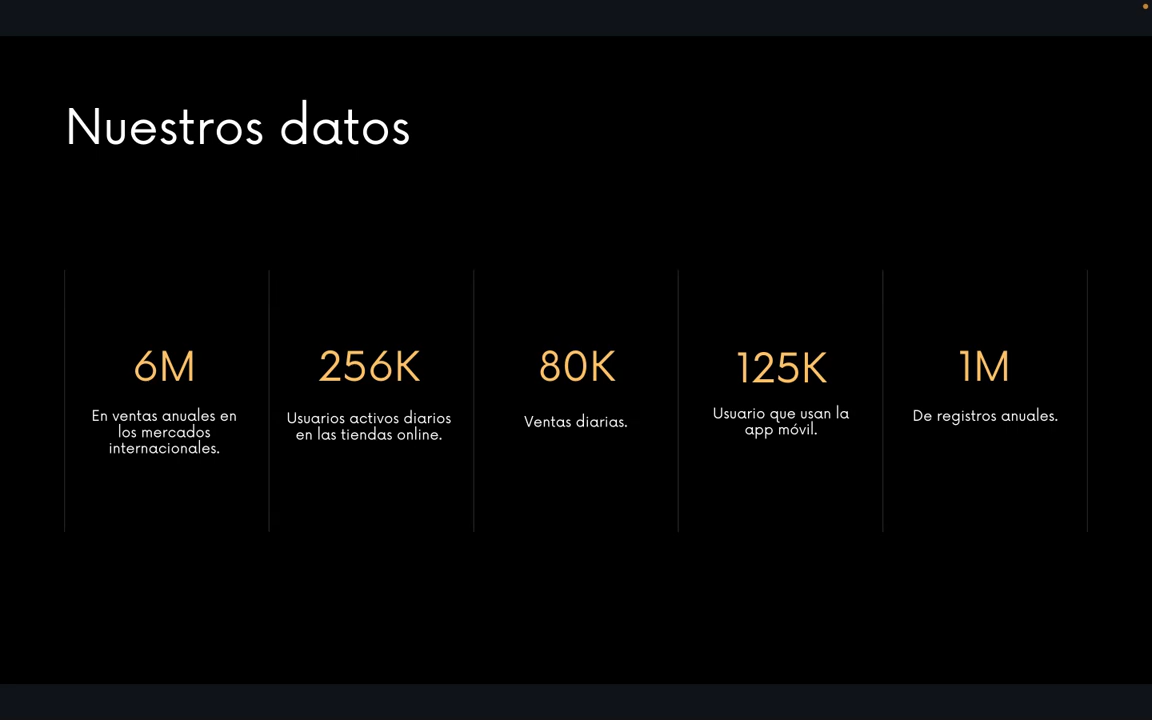 Nuestros datos
6M
En ventas anuales en
los mercados
internacionales.
256K
Usuarios activos diarios
en las tiendas online.
80K
Ventas diarias.
125K
Usuario que usan la
app móvil.
1M
De registros anuales.